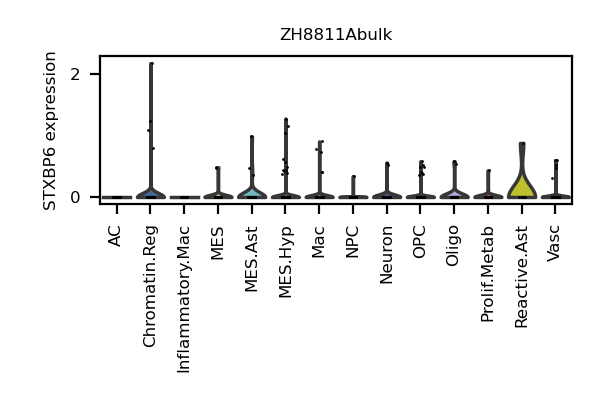 ZH8811Abulk
STXBP6 expression
2
0
AC
Chromatin.Reg
Inflammatory.Mac
MES
MES.Ast
MES.Hyp
Mac
NPC
Neuron
OPC
Oligo
Prolif.Metab
Reactive.Ast
Vasc